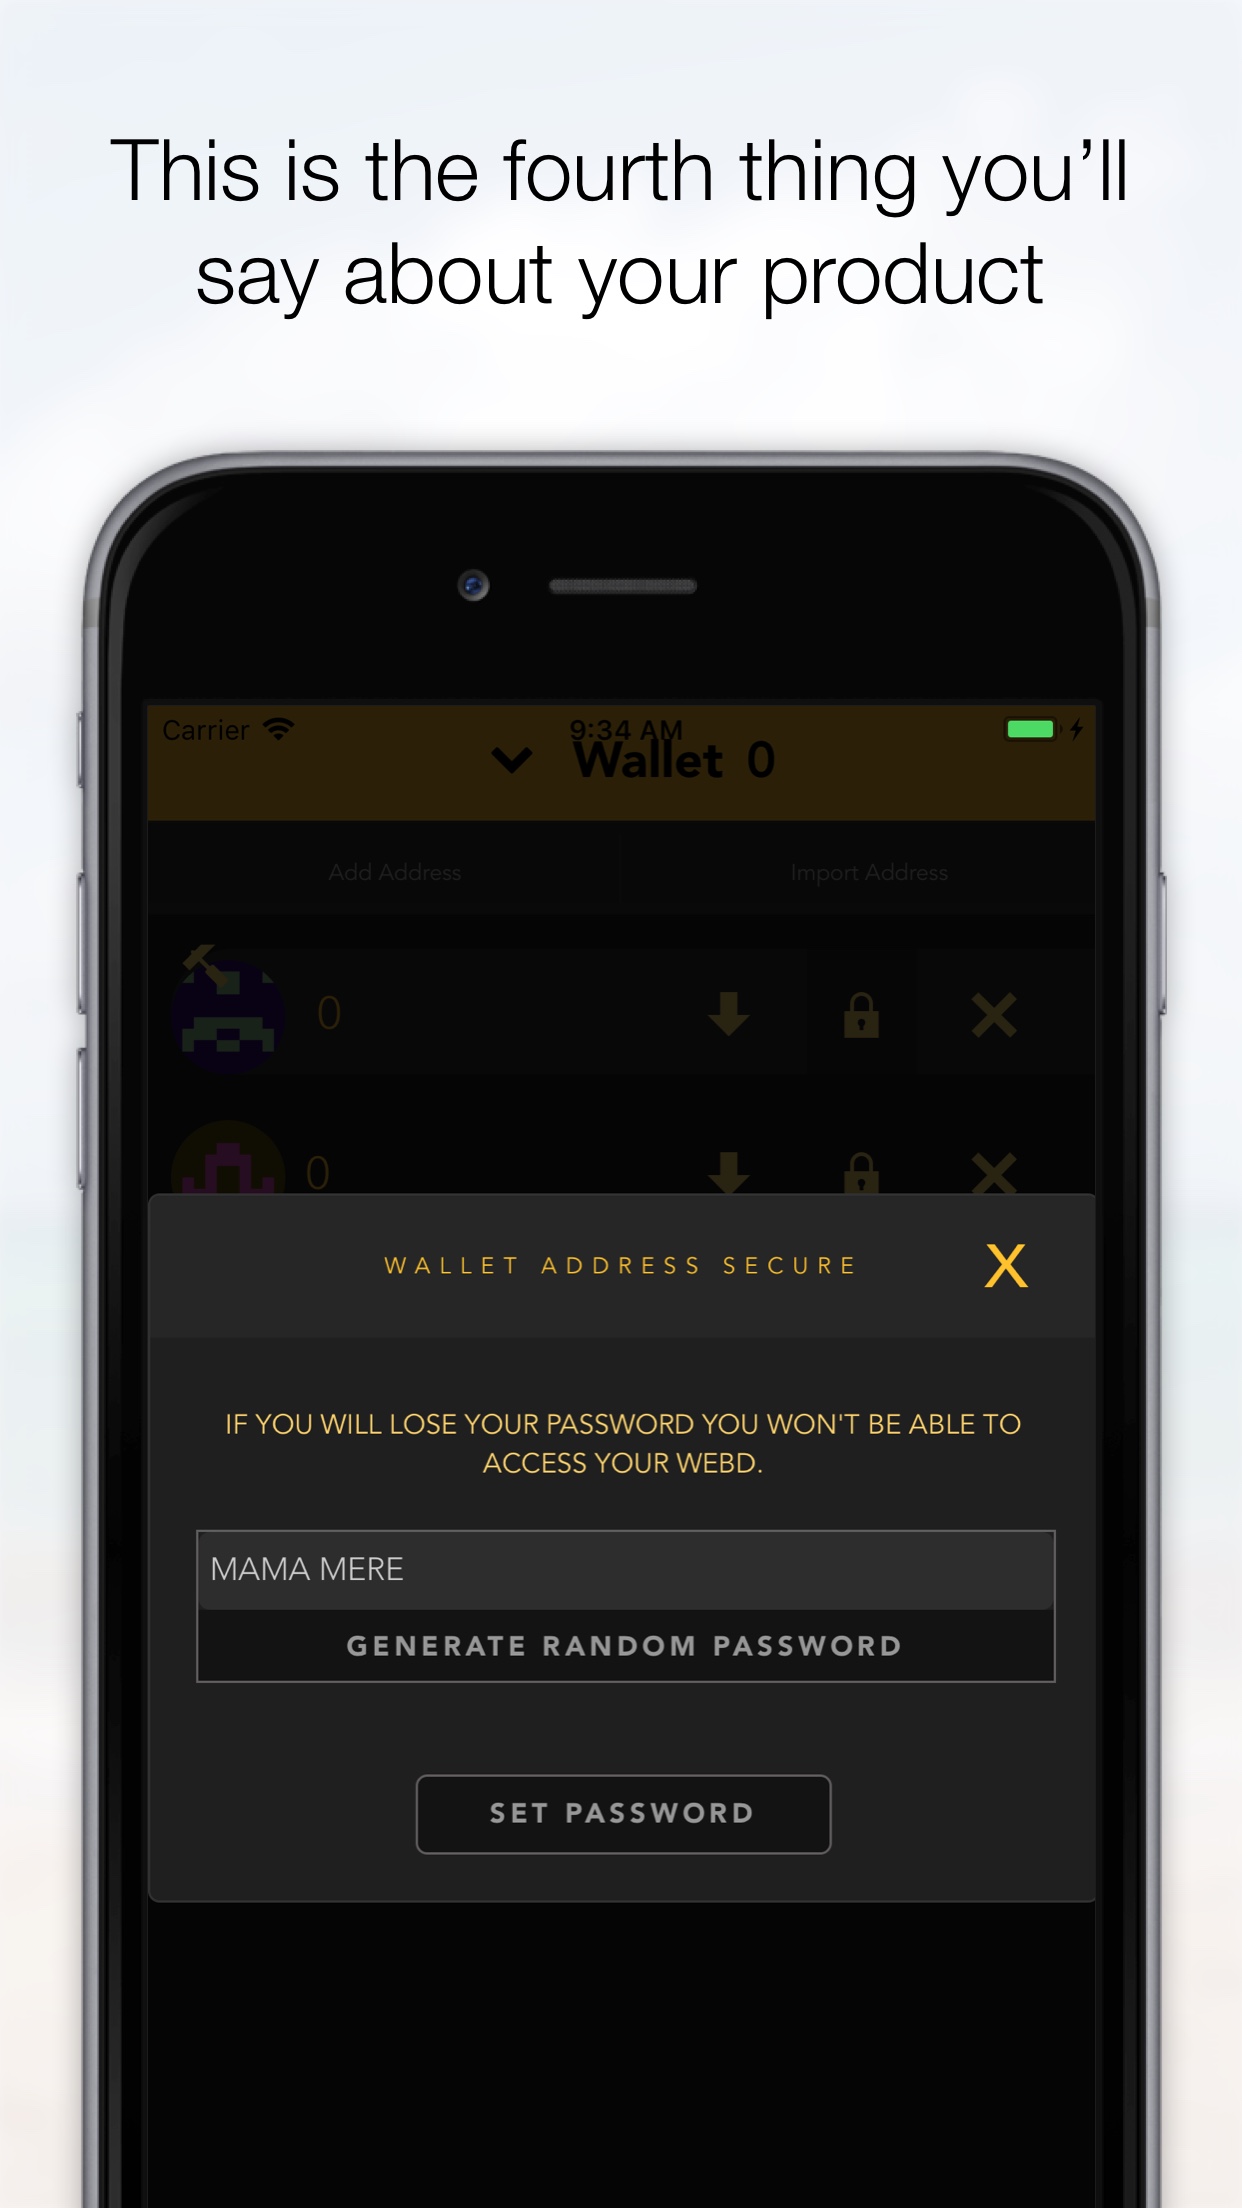 This is the fourth thing you’ll
say about your product
Carrier 9:34 AM
Wallet 0
Add Address Import Address
0
0
WALLET ADDRESS SECURE X
IF YOU WILL LOSE YOUR PASSWORD YOU WON'T BE ABLE TO
ACCESS YOUR WEBD.
MAMA MERE
GENERATE RANDOM PASSWORD
SET PASSWORD